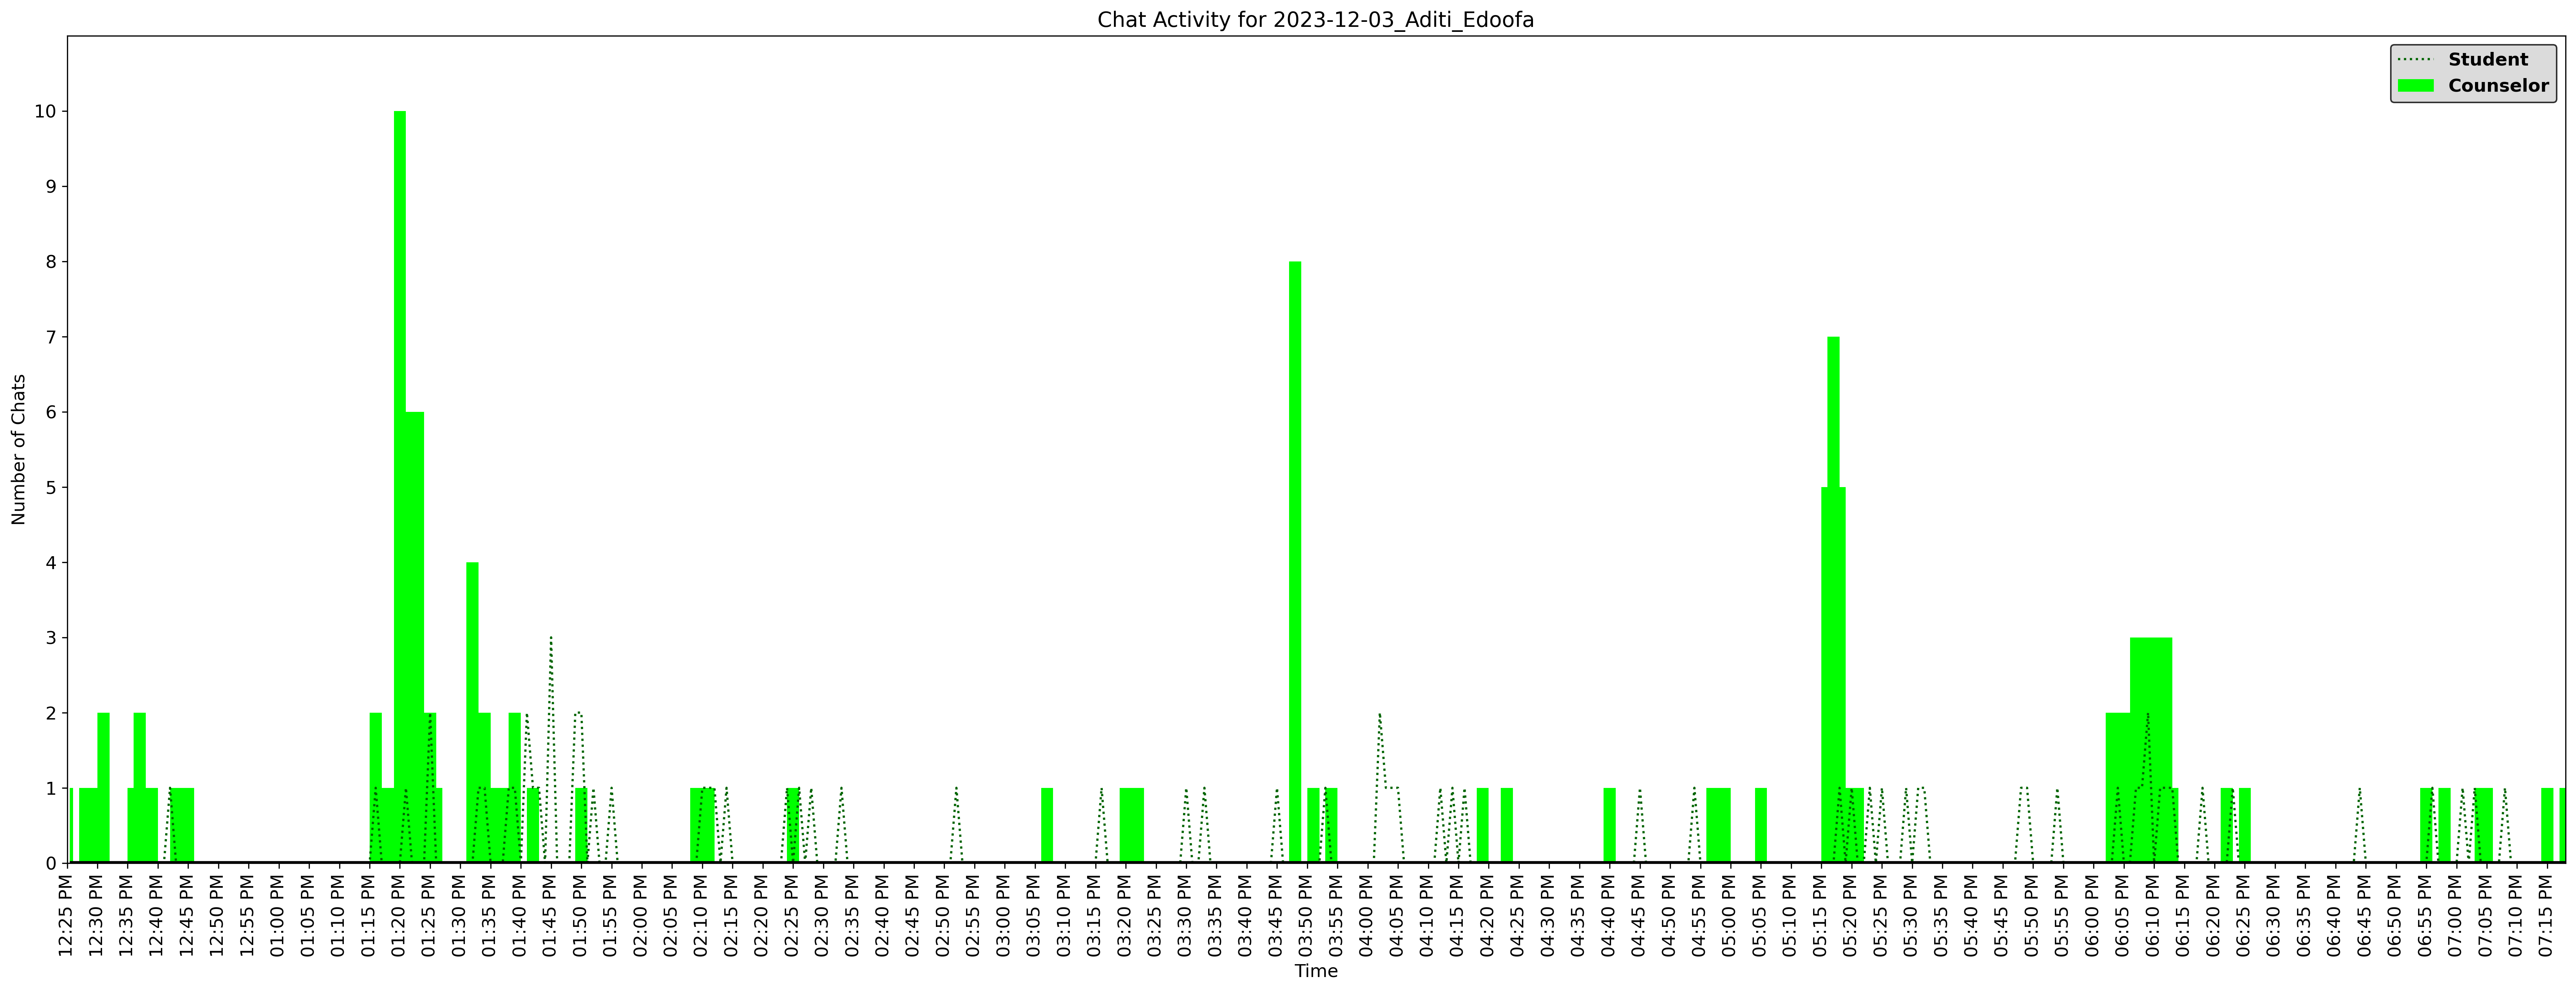 Chat Activity for 2023-12-03_Aditi_Edoofa
Student
Counselor
Number of Chats
10
9
8
7
6
5
4
3
2
1
0
12:25 PM
12:30 PM
12:35 PM
12:40 PM
12:45 PM
12:50 PM
12:55 PM
01:00 PM
01:05 PM
01:10 PM
01:15 PM
01:20 PM
01:25 PM
01:30 PM
01:35 PM
01:40 PM
01:45 PM
01:50 PM
01:55 PM
02:00 PM
02:05 PM
02:10 PM
02:15 PM
02:20 PM
02:25 PM
02:30 PM
02:35 PM
02:40 PM
02:45 PM
02:50 PM
02:55 PM
03:00 PM
03:05 PM
03:10 PM
03:15 PM
03:20 PM
03:25 PM
03:30 PM
03:35 PM
03:40 PM
03:45 PM
03:50 PM
03:55 PM
04:00 PM
04:05 PM
04:10 PM
04:15 PM
04:20 PM
04:25 PM
04:30 PM
04:35 PM
04:40 PM
04:45 PM
04:50 PM
04:55 PM
05:00 PM
05:05 PM
05:10 PM
05:15 PM
05:20 PM
05:25 PM
05:30 PM
05:35 PM
05:40 PM
05:45 PM
05:50 PM
05:55 PM
06:00 PM
06:05 PM
06:10 PM
06:15 PM
06:20 PM
06:25 PM
06:30 PM
06:35 PM
06:40 PM
06:45 PM
06:50 PM
06:55 PM
07:00 PM
07:05 PM
07:10 PM
07:15 PM
Time